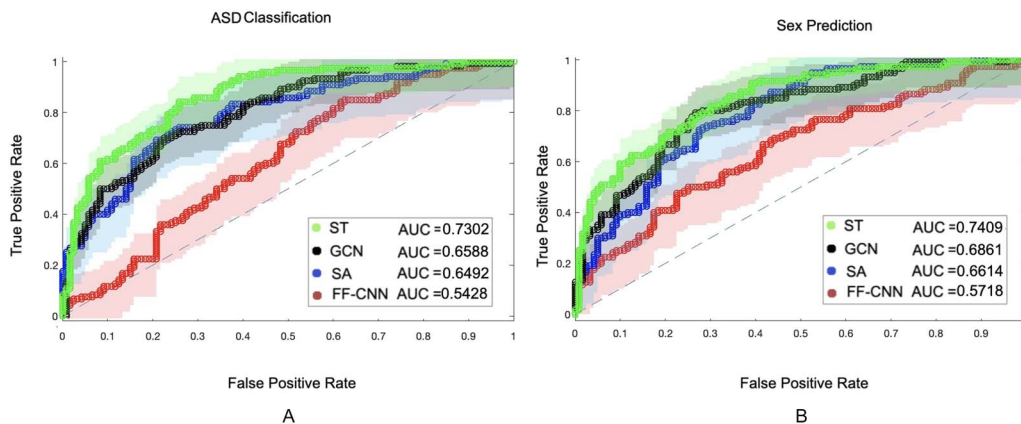 ASD Classification
True Positive Rate
1
0.8
0.6
0.4
0.2
0
0
0.1
0.2
0.3
0.4
0.5
0.6
0.7
0.8
0.9
1
ST AUC =0.7302
GCN AUC =0.6588
SA AUC =0.6492
FF-CNN AUC =0.5428
False Positive Rate
A
Sex Prediction
True Positive Rate
1
0.8
0.6
0.4
0.2
0
0
0.1
0.2
0.3
0.4
0.5
0.6
0.7
0.8
0.9
ST AUC =0.7409
GCN AUC =0.6861
SA AUC =0.6614
FF-CNN AUC =0.5718
False Positive Rate
B